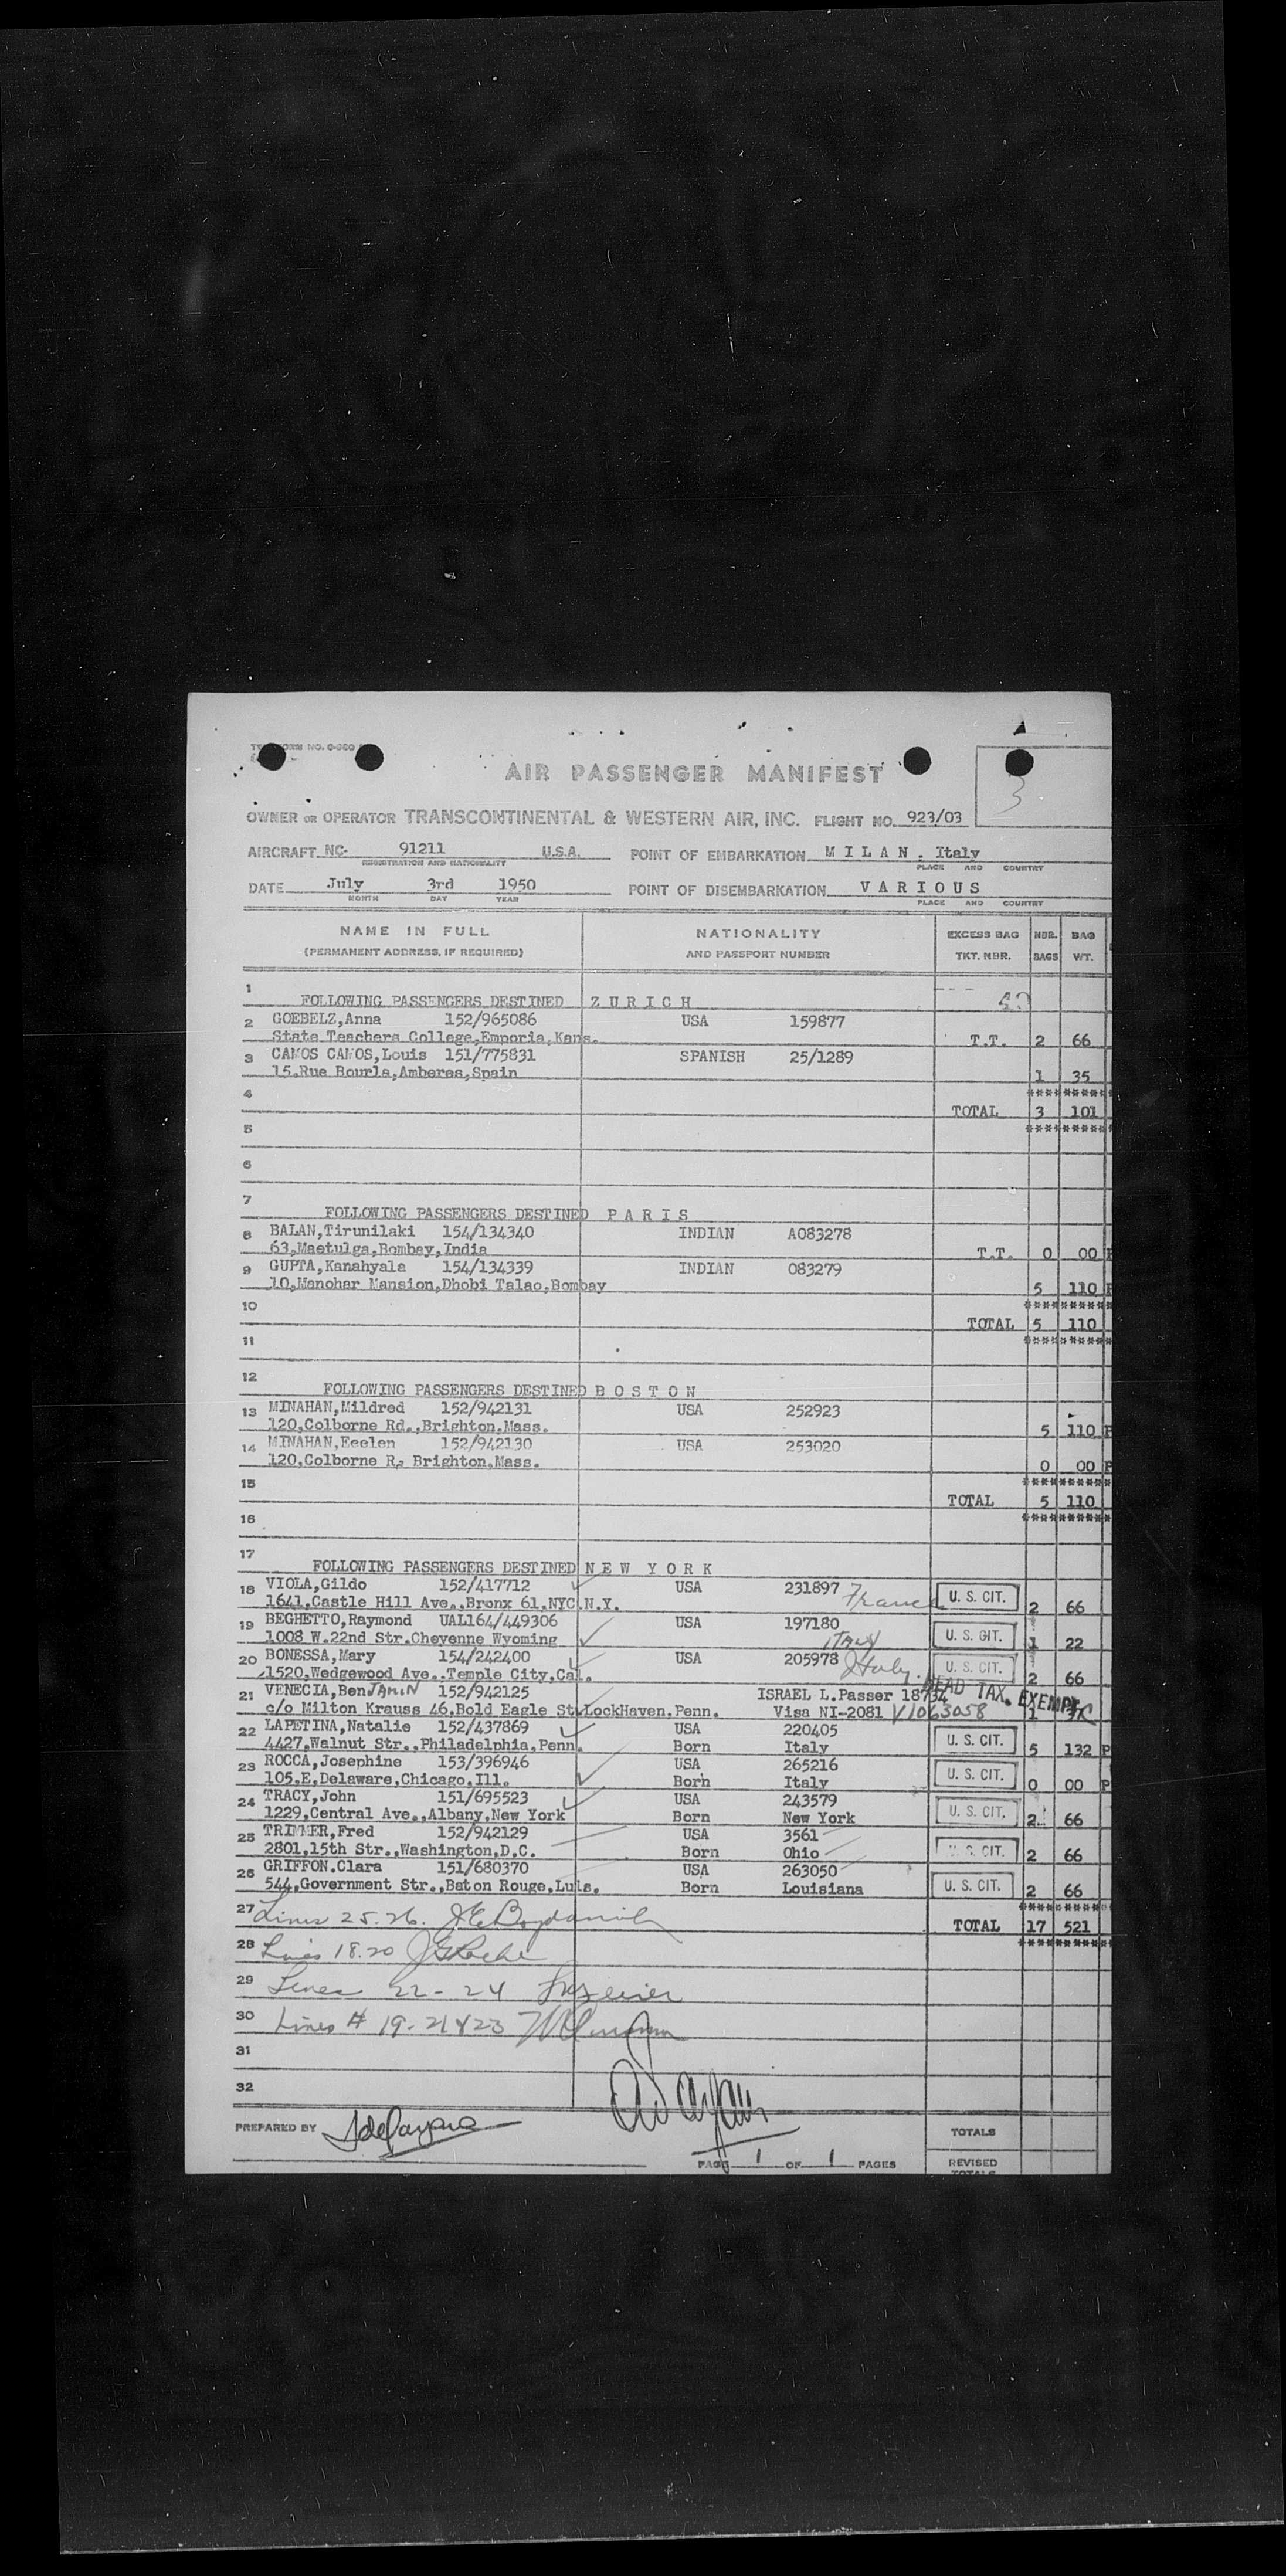 FORM NO. 0-360
AIR PASSENGER MANIFEST
3
OWNER OR OPERATOR TRANSCONTINENTAL & WESTERN AIR, INC. FLIGHT NO. 923/03
AIRCRAFT NC- 91211 U.S.A. POINT OF EMBARKATION M I L A N . Italy
REGISTRATION AND NATIONALITY PLACE AND COUNTRY
DATE July 3rd 1950 POINT OF DISEMBARKATION V A R I O U S
MONTH DAY YEAR PLACE AND COUNTRY
NAME IN FULL NATIONALITY EXCESS BAG NBR. BAG
(PERMANENT ADDRESS, IF REQUIRED) AND PASSPORT NUMBER TKT. NBR. BAGS WT.
1
FOLLOWING PASSENGERS DESTINED Z U R I C H
2 GOEBELZ,Anna 152/965086 USA 159877
State Teachers College,Emporia,Kans. T.T. 2 66
3 CAMOS CAMOS,Louis 151/775831 SPANISH 25/1289
15,Rue Bourla,Amberes,Spain 1 35
4 *********
TOTAL 3 101
5 *********
6
7
FOLLOWING PASSENGERS DESTINED P A R I S
8 BALAN,Tirunilaki 154/134340 INDIAN A083278
63,Maetulga,Bombay,India T.T. 0 00 P
9 GUPTA,Kanahyala 154/134339 INDIAN 083279
10,Manohar Mansion,Dhobi Talao,Bombay 5 110 P
10 *********
TOTAL 5 110
11 *********
12
FOLLOWING PASSENGERS DESTINED B O S T O N
13 MINAHAN,Mildred 152/942131 USA 252923
120,Colborne Rd.,Brighton,Mass. 5 110 P
14 MINAHAN,Eeelen 152/942130 USA 253020
120,Colborne R, Brighton,Mass. 0 00 P
15 *********
TOTAL 5 110
16 *********
17
FOLLOWING PASSENGERS DESTINED N E W Y O R K
18 VIOLA,Gildo 152/417712 USA 231897 France U. S. CIT.
1641,Castle Hill Ave.,Bronx 61,NYC.N.Y. 2 66
19 BEGHETTO,Raymond UAL164/449306 USA 197180 U. S. CIT.
1008 W.22nd Str.Cheyenne Wyoming ITALY 1 22
20 BONESSA,Mary 154/242400 USA 205978 Italy. U. S. CIT.
1520,Wedgewood Ave.,Temple City,Cal. 2 66
21 VENECIA,BenJAMIN 152/942125 ISRAEL L.Passer 18734 HEAD TAX EXEMPT
c/o Milton Krauss 46,Bold Eagle St.LockHaven.Penn. Visa NI-2081 V1063058 1
22 LAPETINA,Natalie 152/437869 USA 220405 U. S. CIT.
4427,Walnut Str.,Philadelphia,Penn. Born Italy 5 132 P
23 ROCCA,Josephine 153/396946 USA 265216 U. S. CIT.
105,E,Delaware,Chicago,Ill. Born Italy 0 00 P
24 TRACY,John 151/695523 USA 243579 U. S. CIT.
1229,Central Ave.,Albany,New York Born New York 2 66
25 TRIMMER,Fred 152/942129 USA 3561 U. S. CIT.
2801,15th Str.,Washington,D.C. Born Ohio 2 66
26 GRIFFON.Clara 151/680370 USA 263050 U. S. CIT.
544,Government Str.,Baton Rouge,Luis. Born Louisiana 2 66
27 Lines 25.26. *********
TOTAL 17 521
28 Lines 18.20 *********
29 Lines 22-24
30 Lines # 19-21 & 23
31
32
PREPARED BY TOTALS
PAGE 1 OF 1 PAGES REVISED
TOTALS